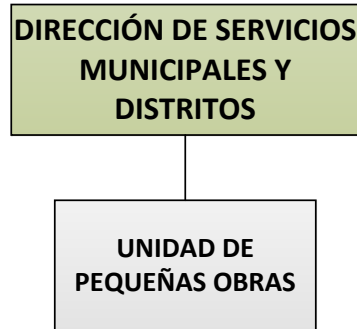 DIRECCIÓN DE SERVICIOS
MUNICIPALES Y
DISTRITOS
UNIDAD DE
PEQUEÑAS OBRAS